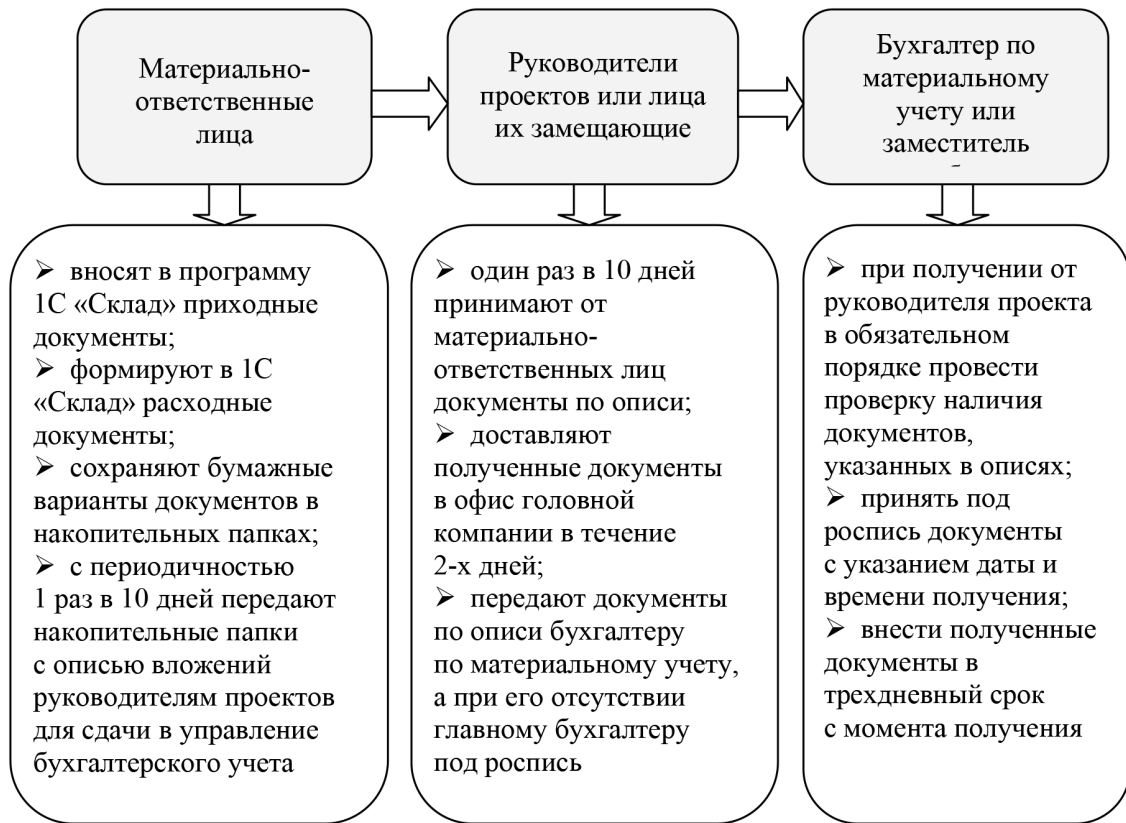 Материально-
ответственные
лица
Руководители
проектов или лица
их замещающие
Бухгалтер по
материальному
учету или
заместитель
➢ вносят в программу
1С «Склад» приходные
документы;
➢ формируют в 1С
«Склад» расходные
документы;
➢ сохраняют бумажные
варианты документов в
накопительных папках;
➢ с периодичностью
1 раз в 10 дней передают
накопительные папки
с описью вложений
руководителям проектов
для сдачи в управление
бухгалтерского учета
➢ один раз в 10 дней
принимают от
материально-
ответственных лиц
документы по описи;
➢ доставляют
полученные документы
в офис головной
компании в течение
2-х дней;
➢ передают документы
по описи бухгалтеру
по материальному учету,
а при его отсутствии
главному бухгалтеру
под роспись
➢ при получении от
руководителя проекта
в обязательном
порядке провести
проверку наличия
документов,
указанных в описях;
➢ принять под
роспись документы
с указанием даты и
времени получения;
➢ внести полученные
документы в
трехдневный срок
с момента получения